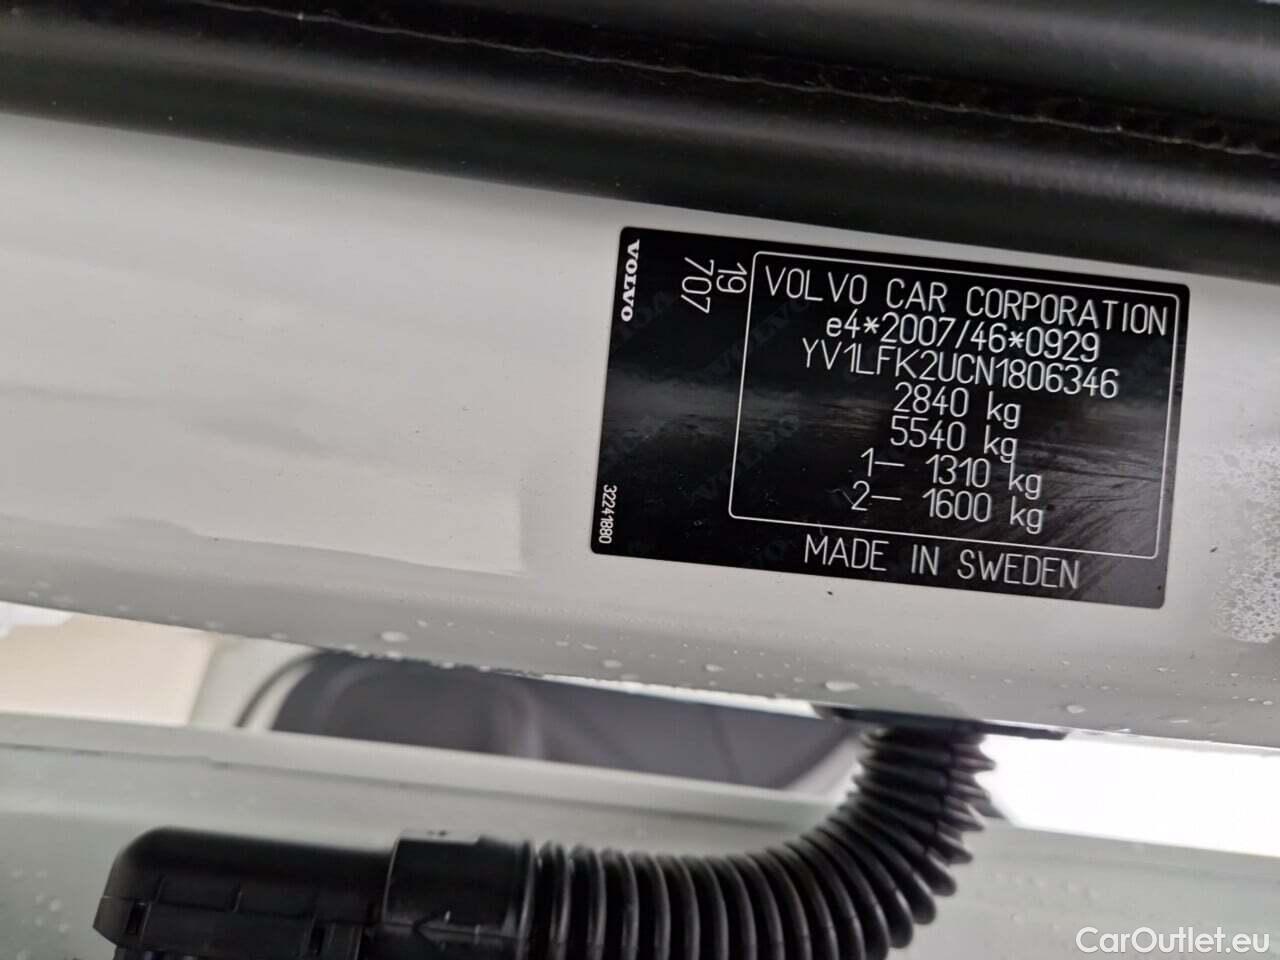 VOLVO
19
707
VOLVO CAR CORPORATION
e4*2007/46*0929
YV1LFK2UCN1806346
2840 kg
5540 kg
1— 1310 kg
2— 1600 kg
32241880
MADE IN SWEDEN
CarOutlet.eu